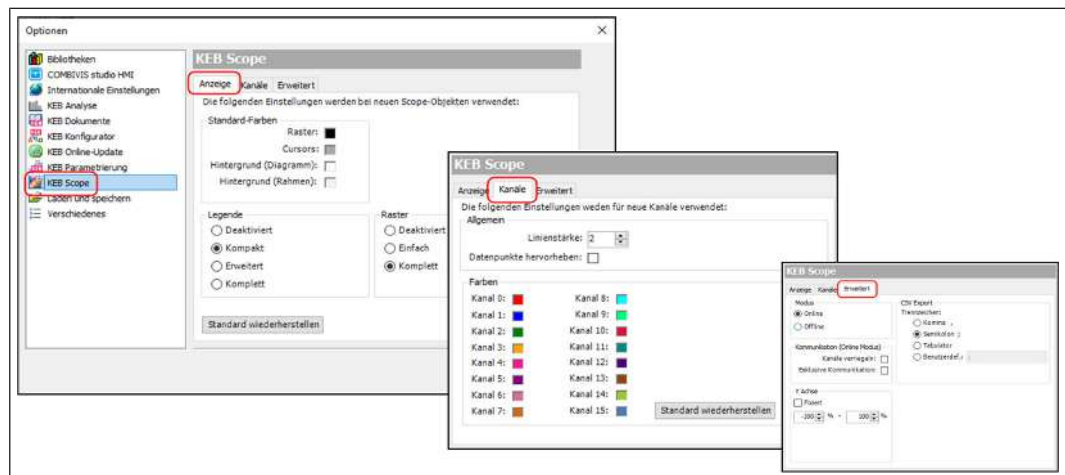 Optionen
Bibliotheken
COMBIVIS studio HMI
Internationale Einstellungen
KEB Analyse
KEB Dokumente
KEB Konfigurator
KEB Online-Update
KEB Parametrierung
KEB Scope
Laden und speichern
Verschiedenes
KEB Scope
Anzeige Kanäle Erweitert
Die folgenden Einstellungen werden bei neuen Scope-Objekten verwendet:
Standard-Farben
Raster:
Cursors:
Hintergrund (Diagramm):
Hintergrund (Rahmen):
Legende
Deaktiviert
Kompakt
Erweitert
Komplett
Raster
Deaktiviert
Einfach
Komplett
Standard wiederherstellen
KEB Scope
Anzeige Kanäle Erweitert
Die folgenden Einstellungen weden für neue Kanäle verwendet:
Allgemein
Linienstärke: 2
Datenpunkte hervorheben:
Farben
Kanal 0:
Kanal 1:
Kanal 2:
Kanal 3:
Kanal 4:
Kanal 5:
Kanal 6:
Kanal 7:
Kanal 8:
Kanal 9:
Kanal 10:
Kanal 11:
Kanal 12:
Kanal 13:
Kanal 14:
Kanal 15:
Standard wiederherstellen
KEB Scope
Anzeige Kanäle Erweitert
Modus
Online
Offline
Kommunikation (Online Modus)
Kanäle verriegeln:
Exklusive Kommunikation:
Y Achse
Fixiert
-200 % - 100 %
CSV Export
Trennzeichen:
Komma ,
Semikolon ;
Tabulator
Benutzerdef.: